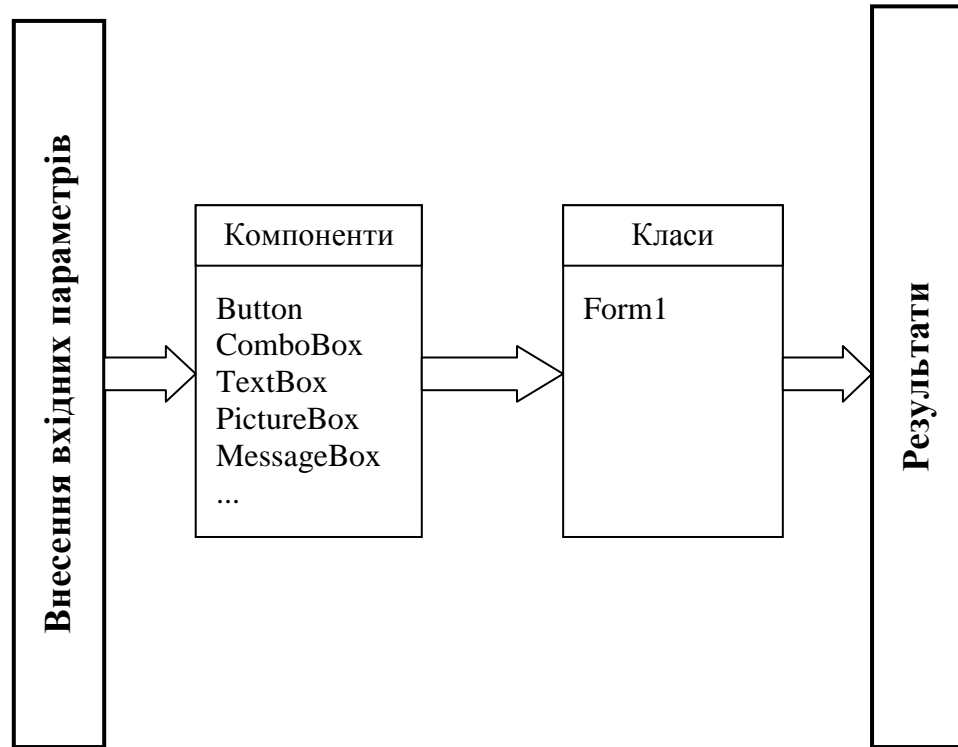 Внесення вхідних параметрів
Компоненти
Button
ComboBox
TextBox
PictureBox
MessageBox
...
Класи
Form1
Результати